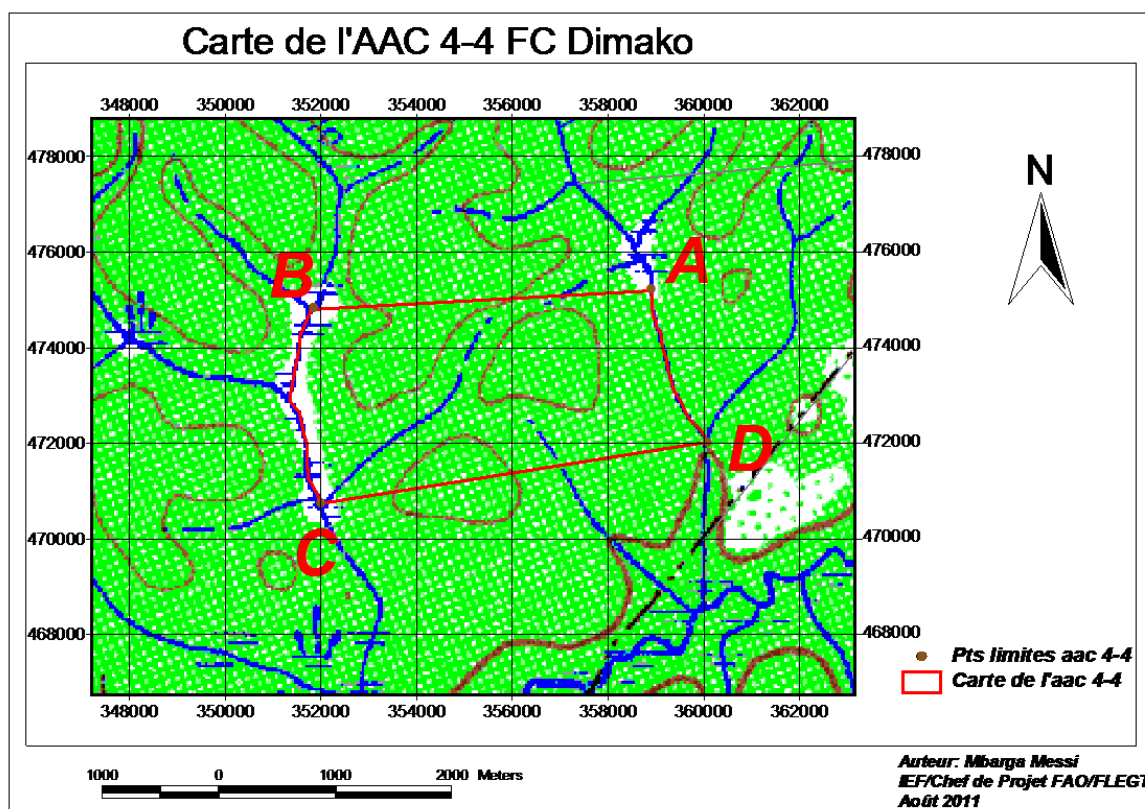 Carte de l'AAC 4-4 FC Dimako
348000 350000 352000 354000 356000 358000 360000 362000
478000 478000
N
476000 476000
A
B
474000 474000
472000 472000
D
470000 470000
C
468000 468000
Pts limites aac 4-4
Carte de l'aac 4-4
348000 350000 352000 354000 356000 358000 360000 362000
1000 0 1000 2000 Meters
Auteur: Mbarga Messi
IEF/Chef de Projet FAO/FLEGT
Août 2011